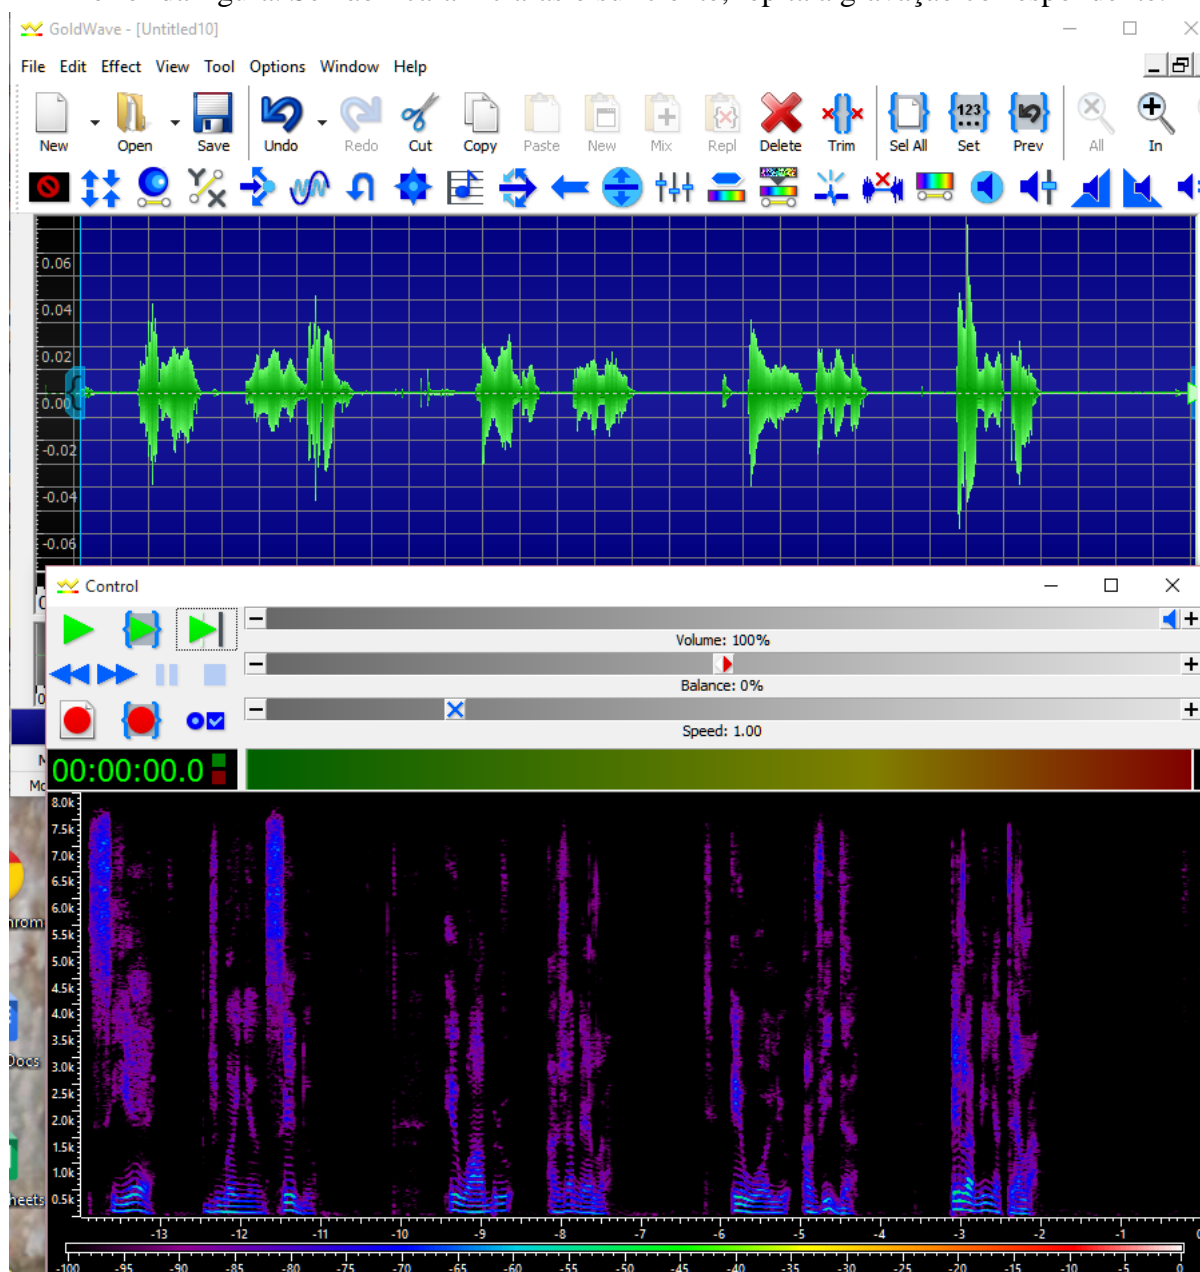 GoldWave - [Untitled10]
File Edit Effect View Tool Options Window Help
New Open Save Undo Redo Cut Copy Paste New Mix Repl Delete Trim Sel All Set Prev All In
123
0.06
0.04
0.02
0.00
-0.02
-0.04
-0.06
Control
Volume: 100%
Balance: 0%
Speed: 1.00
00:00:00.0
8.0k
7.5k
7.0k
6.5k
6.0k
5.5k
5.0k
4.5k
4.0k
3.5k
3.0k
2.5k
2.0k
1.5k
1.0k
0.5k
hrom
Docs
heets
-13 -12 -11 -10 -9 -8 -7 -6 -5 -4 -3 -2 -1 0
-100 -95 -90 -85 -80 -75 -70 -65 -60 -55 -50 -45 -40 -35 -30 -25 -20 -15 -10 -5 0